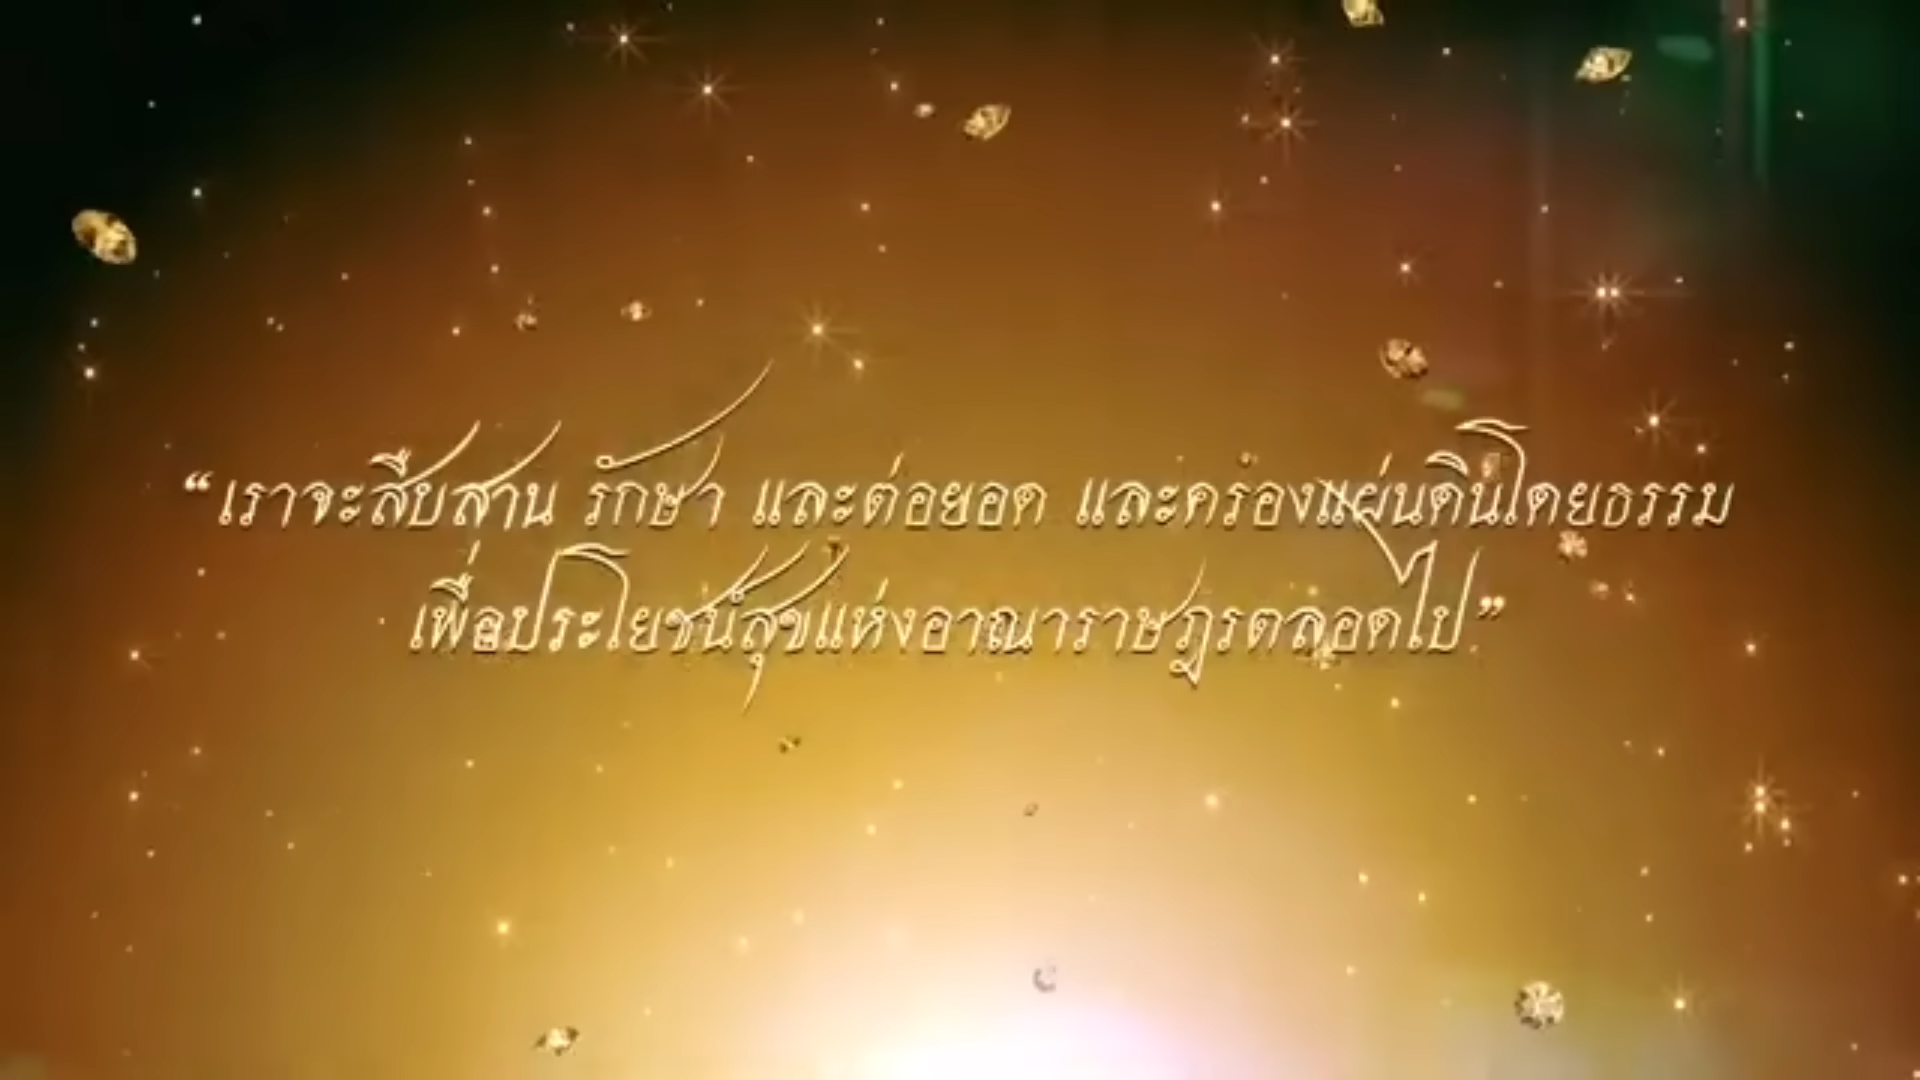 “เราจะสืบสาน รักษา และต่อยอด และครองแผ่นดินโดยธรรม
เพื่อประโยชน์สุขแห่งอาณาราษฎรตลอดไป”